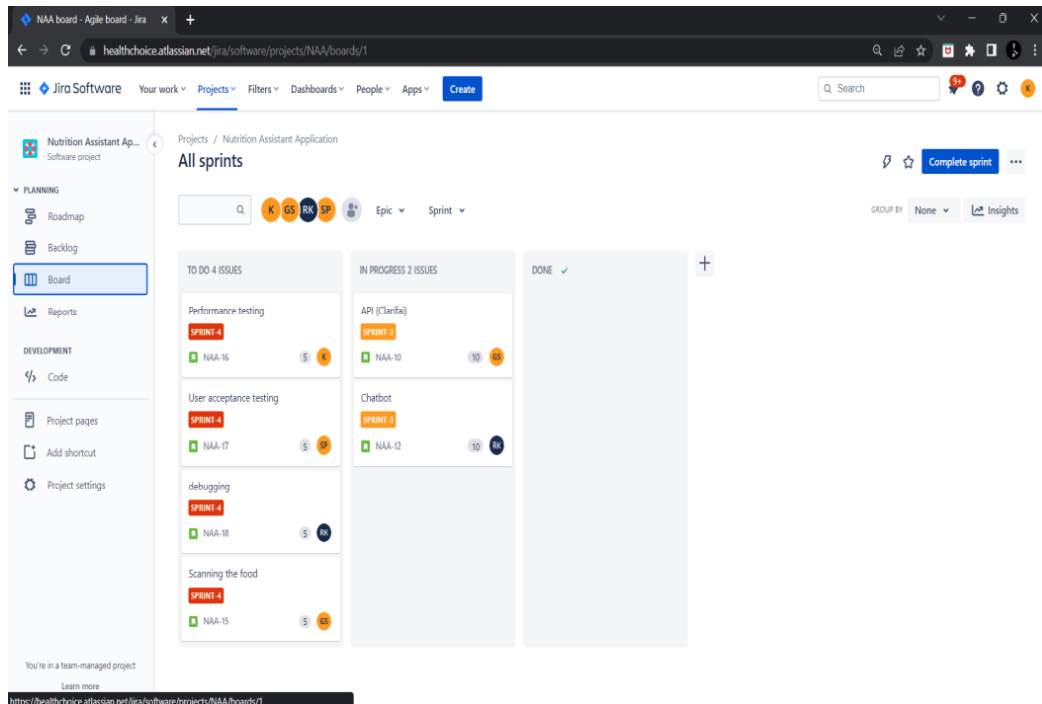 NAA board - Agile board - Jira
healthchoice.atlassian.net/jira/software/projects/NAA/boards/1
Jira Software Your work Projects Filters Dashboards People Apps Create Search 9+ K
Nutrition Assistant Ap...
Software project
PLANNING
Roadmap
Backlog
Board
Reports
DEVELOPMENT
Code
Project pages
Add shortcut
Project settings
You're in a team-managed project
Learn more
Projects / Nutrition Assistant Application
All sprints
Complete sprint
K GS RK SP Epic Sprint
GROUP BY None Insights
TO DO 4 ISSUES
Performance testing
SPRINT-4
NAA-16 5 K
User acceptance testing
SPRINT-4
NAA-17 5 SP
debugging
SPRINT-4
NAA-18 5 RK
Scanning the food
SPRINT-4
NAA-15 5 GS
IN PROGRESS 2 ISSUES
API (Clarifai)
SPRINT-3
NAA-10 10 GS
Chatbot
SPRINT-3
NAA-12 10 RK
DONE
https://healthchoice.atlassian.net/jira/software/projects/NAA/boards/1